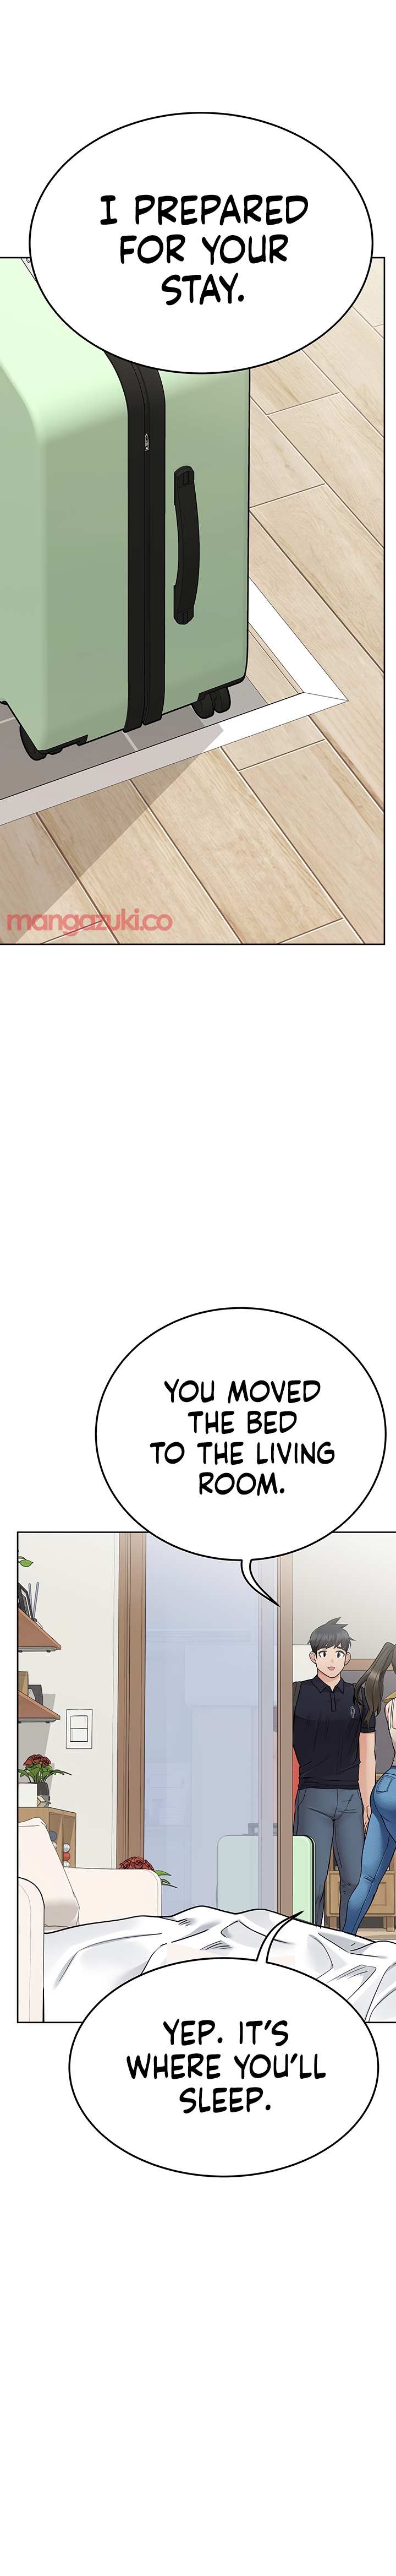 I PREPARED
FOR YOUR
STAY.
mangazuki.co
YOU MOVED
THE BED
TO THE LIVING
ROOM.
YEP. IT'S
WHERE YOU'LL
SLEEP.